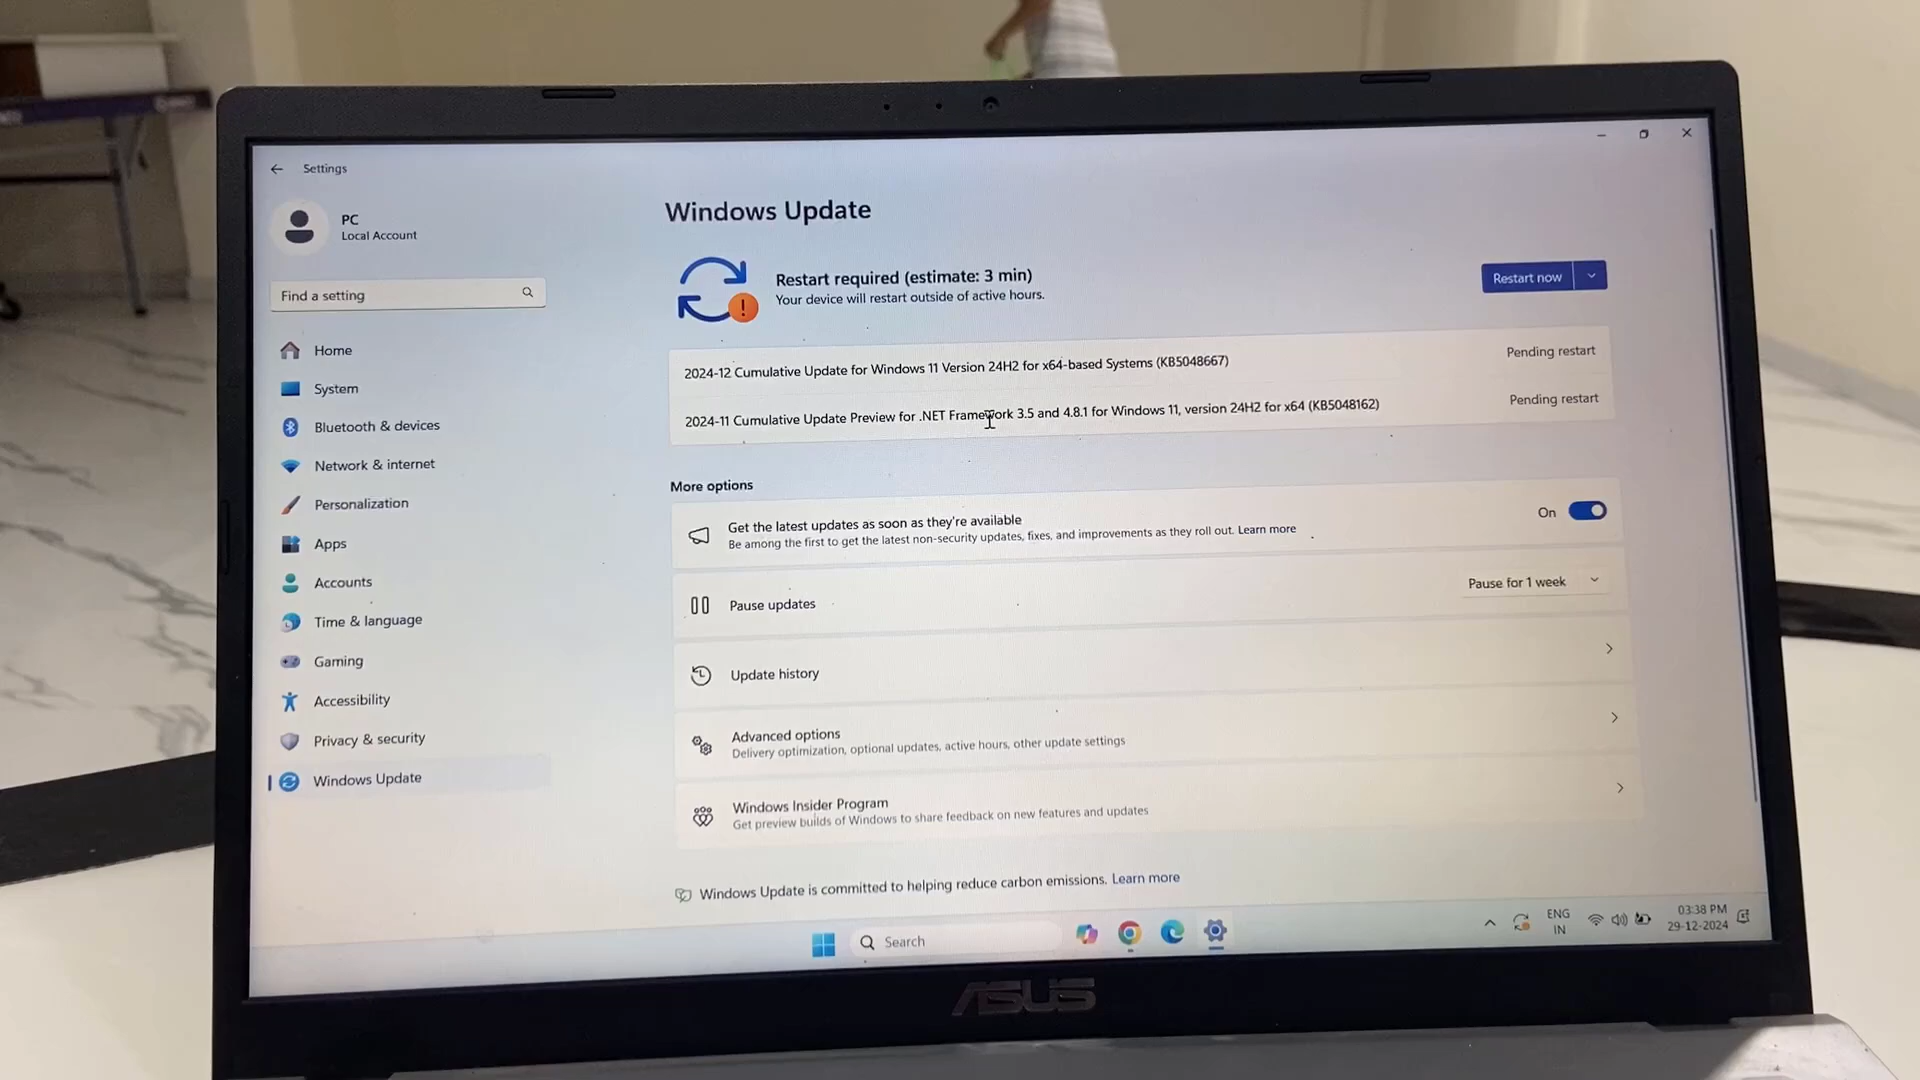 Settings
PC
Local Account
Find a setting
Home
System
Bluetooth & devices
Network & internet
Personalization
Apps
Accounts
Time & language
Gaming
Accessibility
Privacy & security
Windows Update
Windows Update
Restart required (estimate: 3 min)
Your device will restart outside of active hours.
Restart now
2024-12 Cumulative Update for Windows 11 Version 24H2 for x64-based Systems (KB5048667)
Pending restart
2024-11 Cumulative Update Preview for .NET Framework 3.5 and 4.8.1 for Windows 11, version 24H2 for x64 (KB5048162)
Pending restart
More options
Get the latest updates as soon as they're available
Be among the first to get the latest non-security updates, fixes, and improvements as they roll out. Learn more
On
Pause updates
Pause for 1 week
Update history
Advanced options
Delivery optimization, optional updates, active hours, other update settings
Windows Insider Program
Get preview builds of Windows to share feedback on new features and updates
Windows Update is committed to helping reduce carbon emissions. Learn more
Search
ENG
IN
03:38 PM
29-12-2024
ASUS